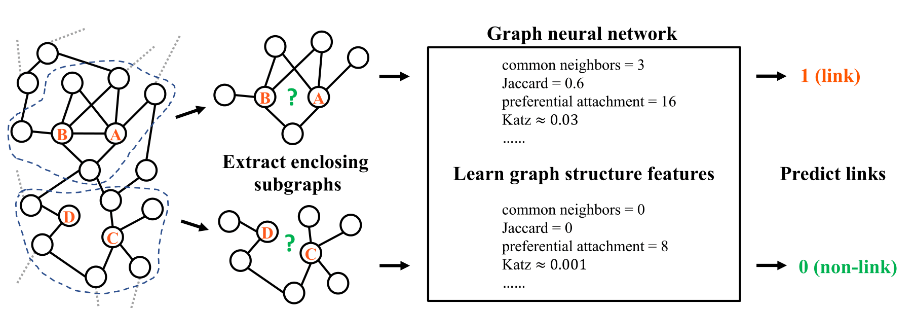 Graph neural network
common neighbors = 3
Jaccard = 0.6
preferential attachment = 16
Katz ≈ 0.03
......
1 (link)
B
A
B
?
A
Extract enclosing
subgraphs
Learn graph structure features
Predict links
D
C
D
?
C
common neighbors = 0
Jaccard = 0
preferential attachment = 8
Katz ≈ 0.001
......
0 (non-link)